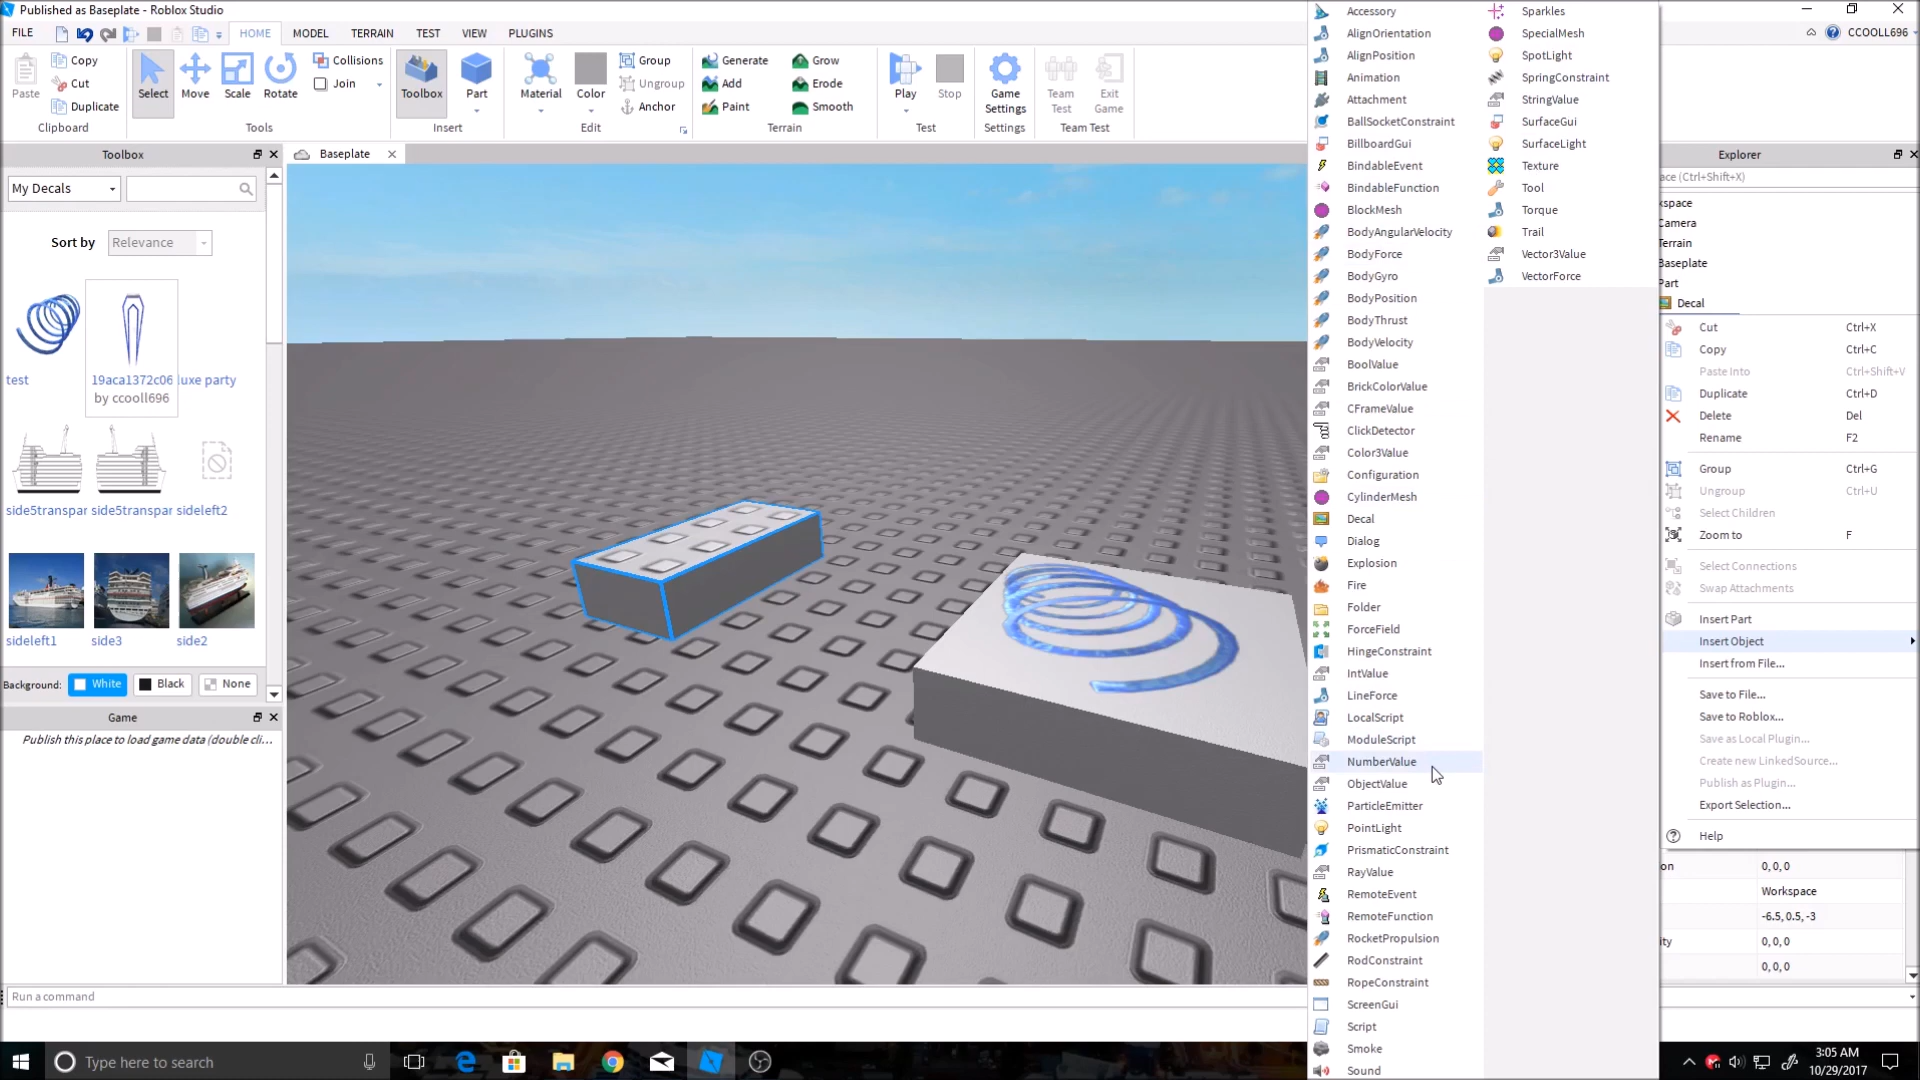 Published as Baseplate - Roblox Studio
FILE
HOME
MODEL
TERRAIN
TEST
VIEW
PLUGINS
CCOOLL696
Paste
Copy
Cut
Duplicate
Clipboard
Select
Move
Scale
Rotate
Collisions
Join
Tools
Toolbox
Part
Insert
Material
Color
Group
Ungroup
Anchor
Edit
Generate
Add
Paint
Grow
Erode
Smooth
Terrain
Play
Stop
Test
Game
Settings
Settings
Team
Test
Exit
Game
Team Test
Toolbox
My Decals
Sort by
Relevance
test
19aca1372c06
by ccooll696
luxe party
side5transpar
side5transpar
sideleft2
sideleft1
side3
side2
Background:
White
Black
None
Game
Publish this place to load game data (double cli...
Run a command
Baseplate
Accessory
AlignOrientation
AlignPosition
Animation
Attachment
BallSocketConstraint
BillboardGui
BindableEvent
BindableFunction
BlockMesh
BodyAngularVelocity
BodyForce
BodyGyro
BodyPosition
BodyThrust
BodyVelocity
BoolValue
BrickColorValue
CFrameValue
ClickDetector
Color3Value
Configuration
CylinderMesh
Decal
Dialog
Explosion
Fire
Folder
ForceField
HingeConstraint
IntValue
LineForce
LocalScript
ModuleScript
NumberValue
ObjectValue
ParticleEmitter
PointLight
PrismaticConstraint
RayValue
RemoteEvent
RemoteFunction
RocketPropulsion
RodConstraint
RopeConstraint
ScreenGui
Script
Smoke
Sound
Sparkles
SpecialMesh
SpotLight
SpringConstraint
StringValue
SurfaceGui
SurfaceLight
Texture
Tool
Torque
Trail
Vector3Value
VectorForce
Explorer
ace (Ctrl+Shift+X)
kspace
Camera
Terrain
Baseplate
Part
Decal
Cut Ctrl+X
Copy Ctrl+C
Paste Into Ctrl+Shift+V
Duplicate Ctrl+D
Delete Del
Rename F2
Group Ctrl+G
Ungroup Ctrl+U
Select Children
Zoom to F
Select Connections
Swap Attachments
Insert Part
Insert Object
Insert from File...
Save to File...
Save to Roblox...
Save as Local Plugin...
Create new LinkedSource...
Publish as Plugin...
Export Selection...
Help
on 0, 0, 0
Workspace
-6.5, 0.5, -3
ity 0, 0, 0
0, 0, 0
Type here to search
3:05 AM
10/29/2017